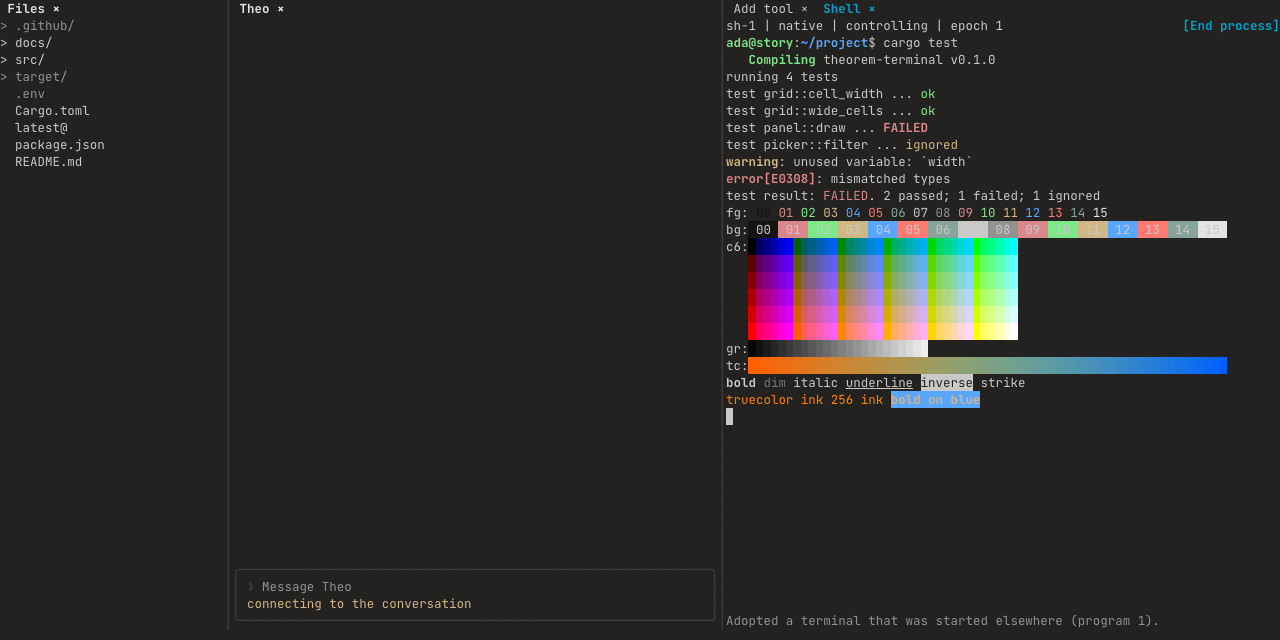 Files ×
> .github/
> docs/
> src/
> target/
.env
Cargo.toml
latest@
package.json
README.md
Theo ×
) Message Theo
connecting to the conversation
Add tool × Shell ×
sh-1 | native | controlling | epoch 1 [End process]
ada@story:~/project$ cargo test
Compiling theorem-terminal v0.1.0
running 4 tests
test grid::cell_width ... ok
test grid::wide_cells ... ok
test panel::draw ... FAILED
test picker::filter ... ignored
warning: unused variable: `width`
error[E0308]: mismatched types
test result: FAILED. 2 passed; 1 failed; 1 ignored
fg: 00 01 02 03 04 05 06 07 08 09 10 11 12 13 14 15
bg: 00 01 02 03 04 05 06 08 09 10 11 12 13 14 15
c6:
gr:
tc:
bold dim italic underline inverse strike
truecolor ink 256 ink bold on blue
Adopted a terminal that was started elsewhere (program 1).